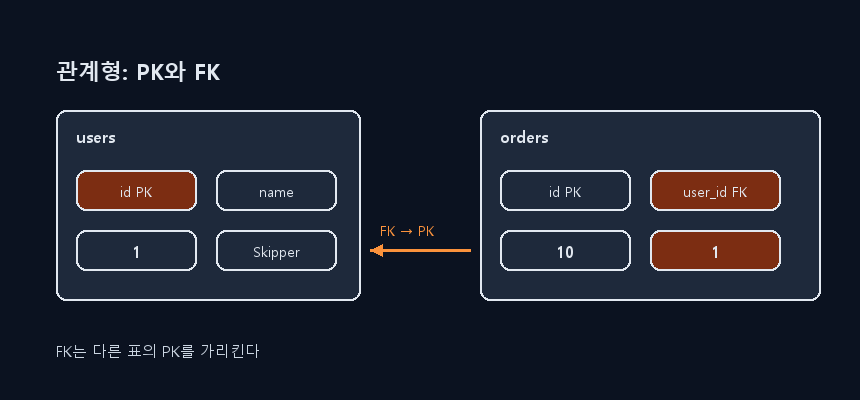 관계형: PK와 FK
users
id PK
name
1
Skipper
FK → PK
orders
id PK
user_id FK
10
1
FK는 다른 표의 PK를 가리킨다